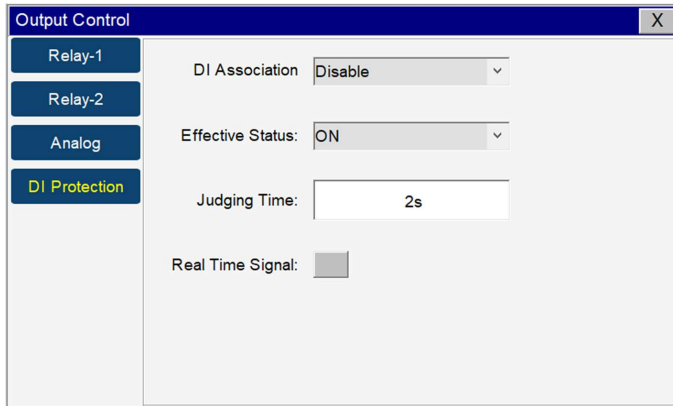 Output Control
X
Relay-1
Relay-2
Analog
DI Protection
DI Association
Disable
Effective Status:
ON
Judging Time:
2s
Real Time Signal: